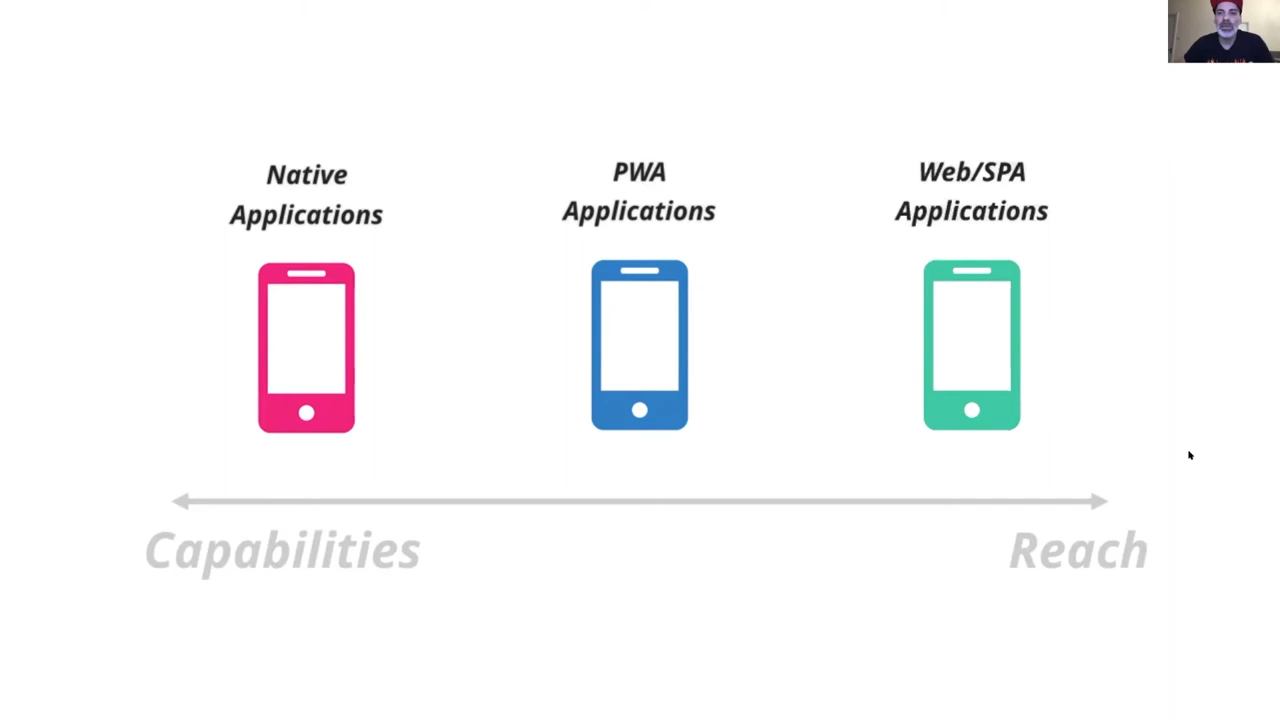 Native
Applications
PWA
Applications
Web/SPA
Applications
Capabilities
Reach